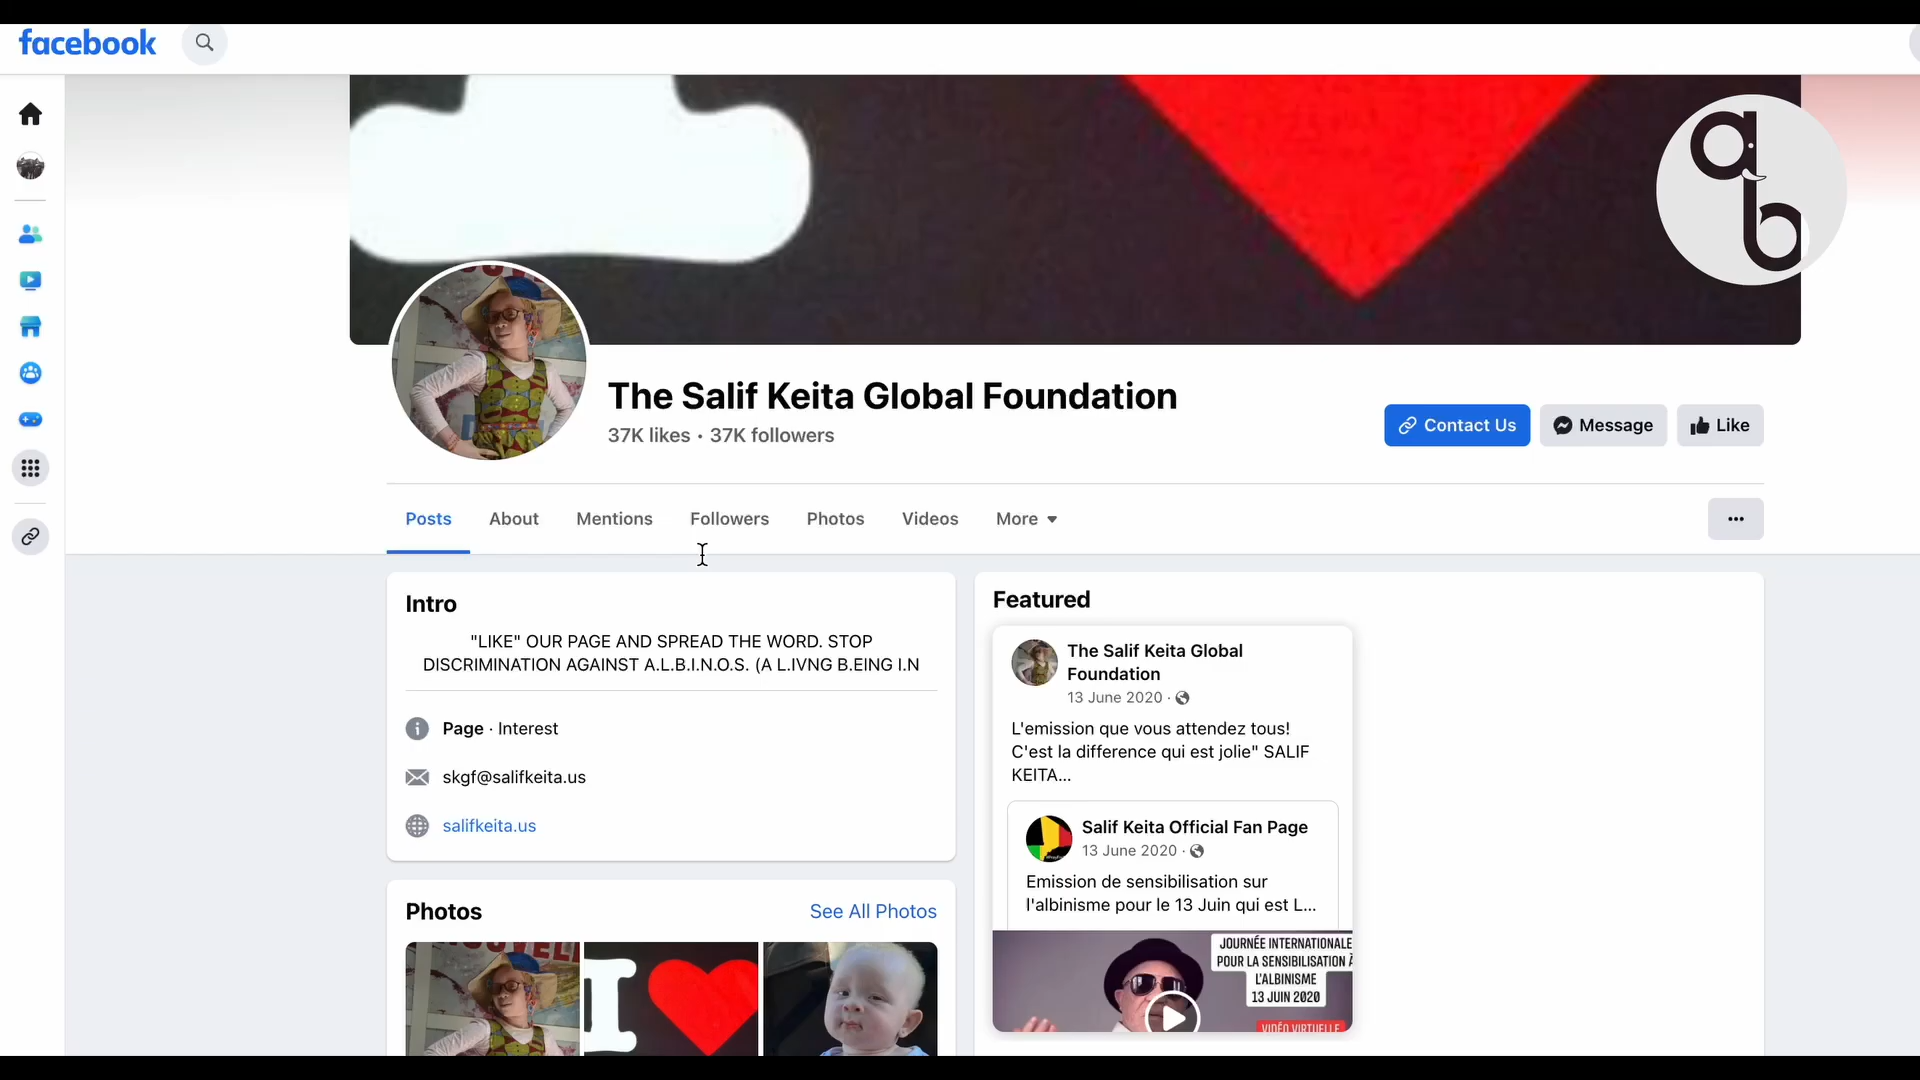 facebook
ab
The Salif Keita Global Foundation
37K likes · 37K followers
Contact Us
Message
Like
Posts
About
Mentions
Followers
Photos
Videos
More
Intro
"LIKE" OUR PAGE AND SPREAD THE WORD. STOP
DISCRIMINATION AGAINST A.L.B.I.N.O.S. (A L.IVNG B.EING I.N
Page · Interest
skgf@salifkeita.us
salifkeita.us
Photos
See All Photos
I
Featured
The Salif Keita Global
Foundation
13 June 2020 ·
L'emission que vous attendez tous!
C'est la difference qui est jolie" SALIF
KEITA...
Salif Keita Official Fan Page
13 June 2020 ·
Emission de sensibilisation sur
l'albinisme pour le 13 Juin qui est L...
JOURNÉE INTERNATIONALE
POUR LA SENSIBILISATION À
L'ALBINISME
13 JUIN 2020
VIDÉO VIRTUELLE